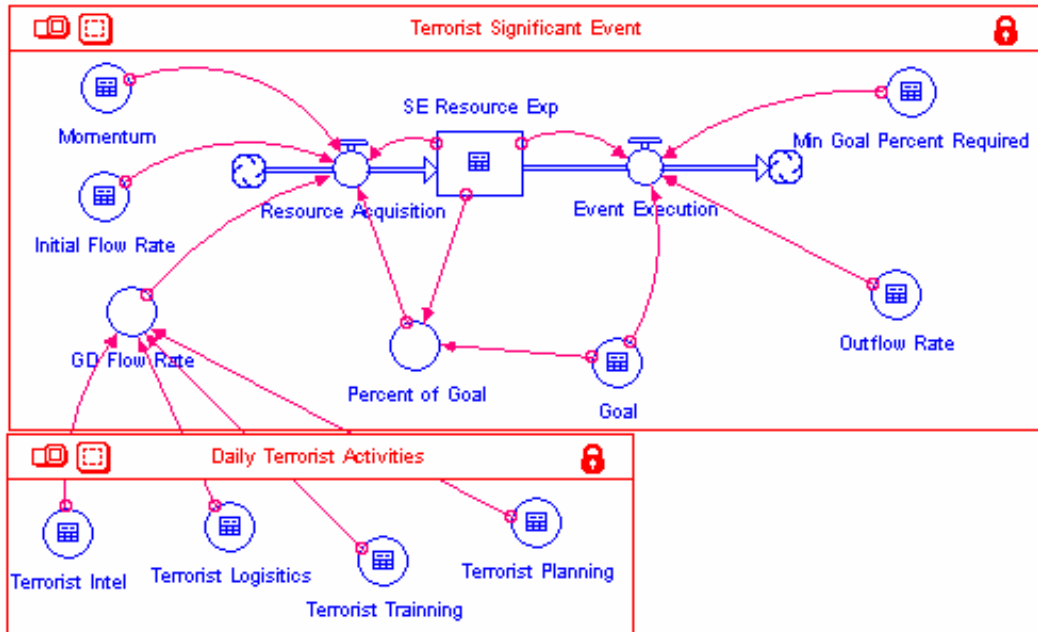 Terrorist Significant Event
SE Resource Exp
Momentum
Min Goal Percent Required
Resource Acquisition
Event Execution
Initial Flow Rate
GD Flow Rate
Percent of Goal
Goal
Outflow Rate
Daily Terrorist Activities
Terrorist Intel
Terrorist Logisitics
Terrorist Trainning
Terrorist Planning